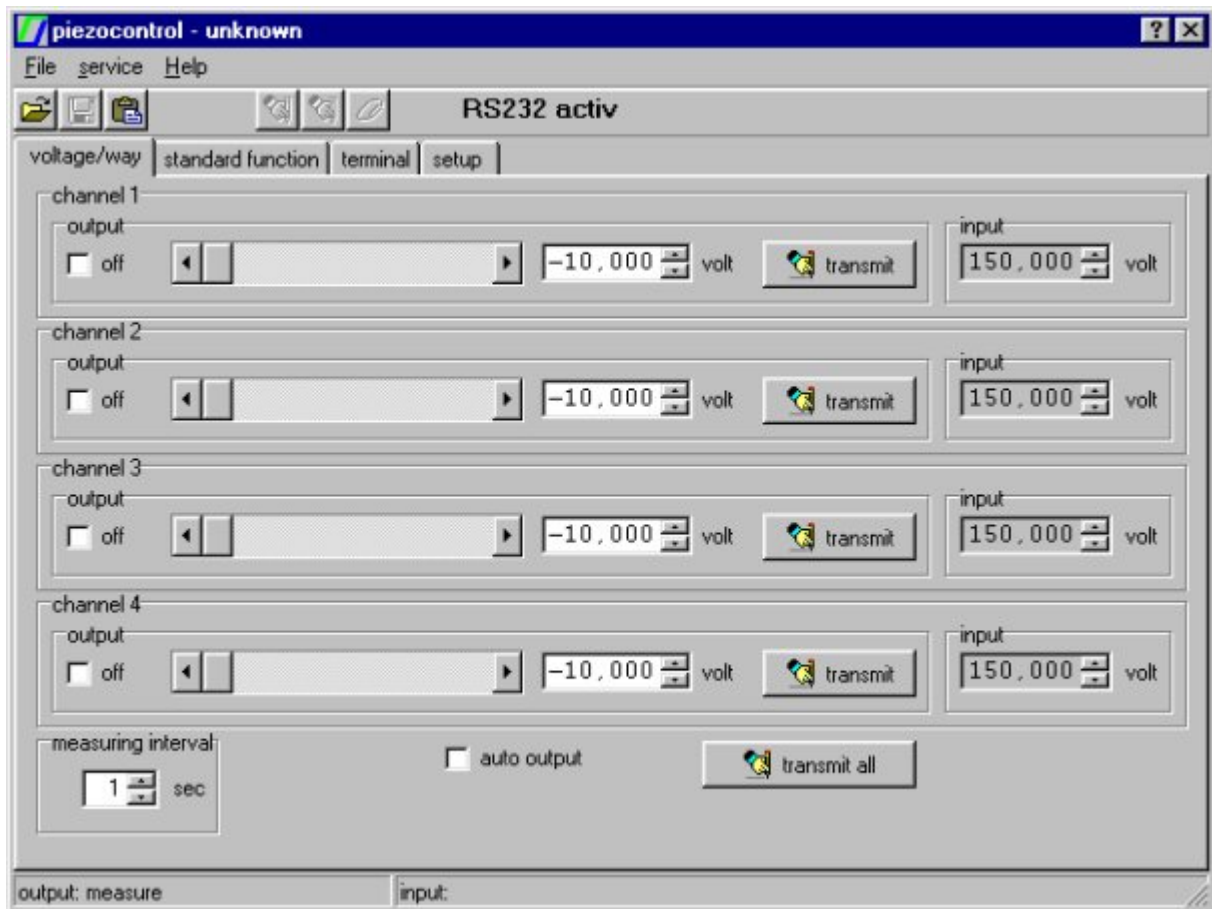 piezocontrol - unknown
File service Help
RS232 activ
voltage/way standard function terminal setup
channel 1
output input
off -10,000 volt transmit 150,000 volt
channel 2
output input
off -10,000 volt transmit 150,000 volt
channel 3
output input
off -10,000 volt transmit 150,000 volt
channel 4
output input
off -10,000 volt transmit 150,000 volt
measuring interval
auto output transmit all
1 sec
output: measure input: